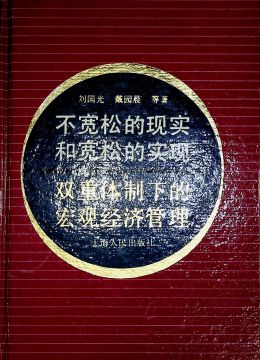 刘国光 戴园晨 等著
不宽松的现实
和宽松的实现
双重体制下的
宏观经济管理
上海人民出版社